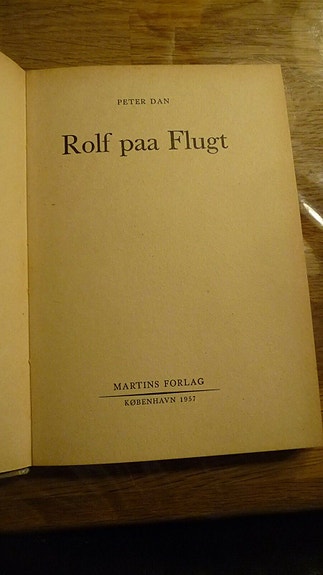 PETER DAN
Rolf paa Flugt
MARTINS FORLAG
KØBENHAVN 1957